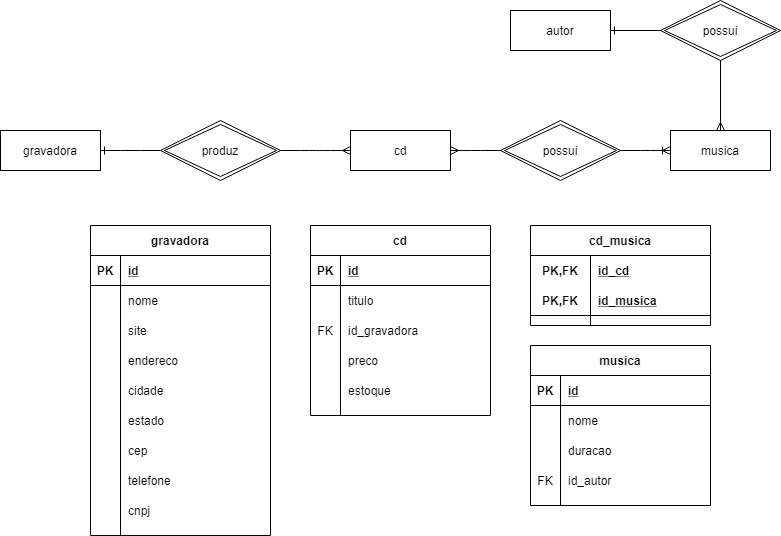 autor
possui
gravadora
produz
cd
possui
musica
gravadora
PK id
nome
site
endereco
cidade
estado
cep
telefone
cnpj
cd
PK id
titulo
FK id_gravadora
preco
estoque
cd_musica
PK,FK id_cd
PK,FK id_musica
musica
PK id
nome
duracao
FK id_autor